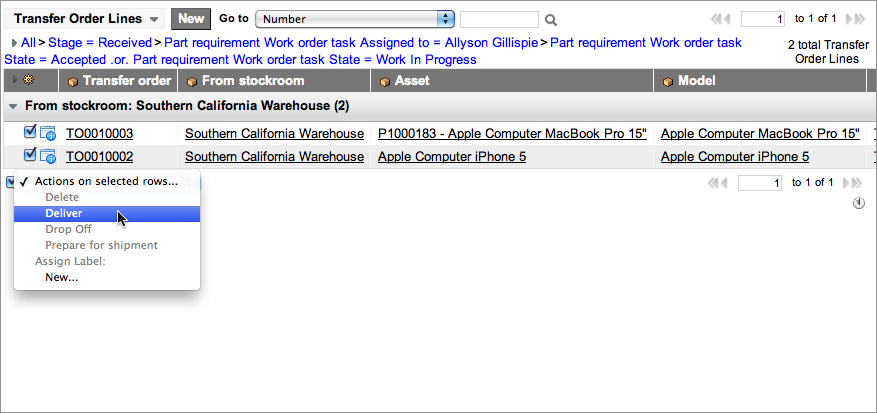 Transfer Order Lines New Go to Number 1 to 1 of 1
All > Stage = Received > Part requirement Work order task Assigned to = Allyson Gillispie > Part requirement Work order task
State = Accepted .or. Part requirement Work order task State = Work In Progress
2 total Transfer
Order Lines
Transfer order From stockroom Asset Model
From stockroom: Southern California Warehouse (2)
TO0010003 Southern California Warehouse P1000183 - Apple Computer MacBook Pro 15" Apple Computer MacBook Pro 15"
TO0010002 Southern California Warehouse Apple Computer iPhone 5 Apple Computer iPhone 5
✓ Actions on selected rows... 1 to 1 of 1
Delete
Deliver
Drop Off
Prepare for shipment
Assign Label:
New...